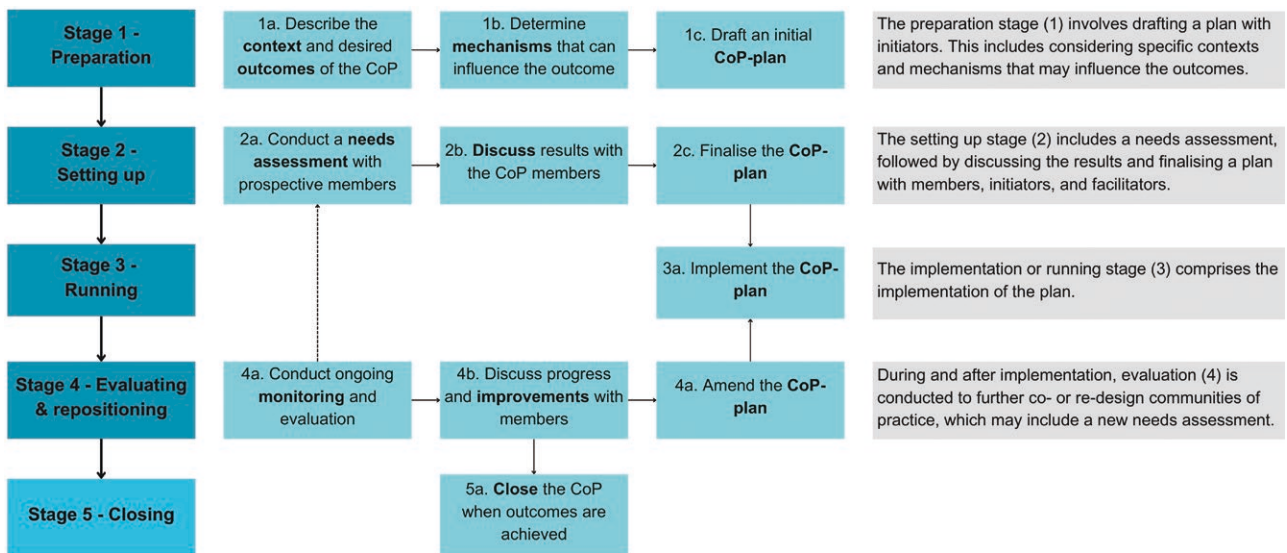 Stage 1 -
Preparation
1a. Describe the
context and desired
outcomes of the CoP
1b. Determine
mechanisms that can
influence the outcome
1c. Draft an initial
CoP-plan
The preparation stage (1) involves drafting a plan with
initiators. This includes considering specific contexts
and mechanisms that may influence the outcomes.
Stage 2 -
Setting up
2a. Conduct a needs
assessment with
prospective members
2b. Discuss results with
the CoP members
2c. Finalise the CoP-
plan
The setting up stage (2) includes a needs assessment,
followed by discussing the results and finalising a plan
with members, initiators, and facilitators.
Stage 3 -
Running
3a. Implement the CoP-
plan
The implementation or running stage (3) comprises the
implementation of the plan.
Stage 4 - Evaluating
& repositioning
4a. Conduct ongoing
monitoring and
evaluation
4b. Discuss progress
and improvements with
members
4a. Amend the CoP-
plan
During and after implementation, evaluation (4) is
conducted to further co- or re-design communities of
practice, which may include a new needs assessment.
Stage 5 - Closing
5a. Close the CoP
when outcomes are
achieved